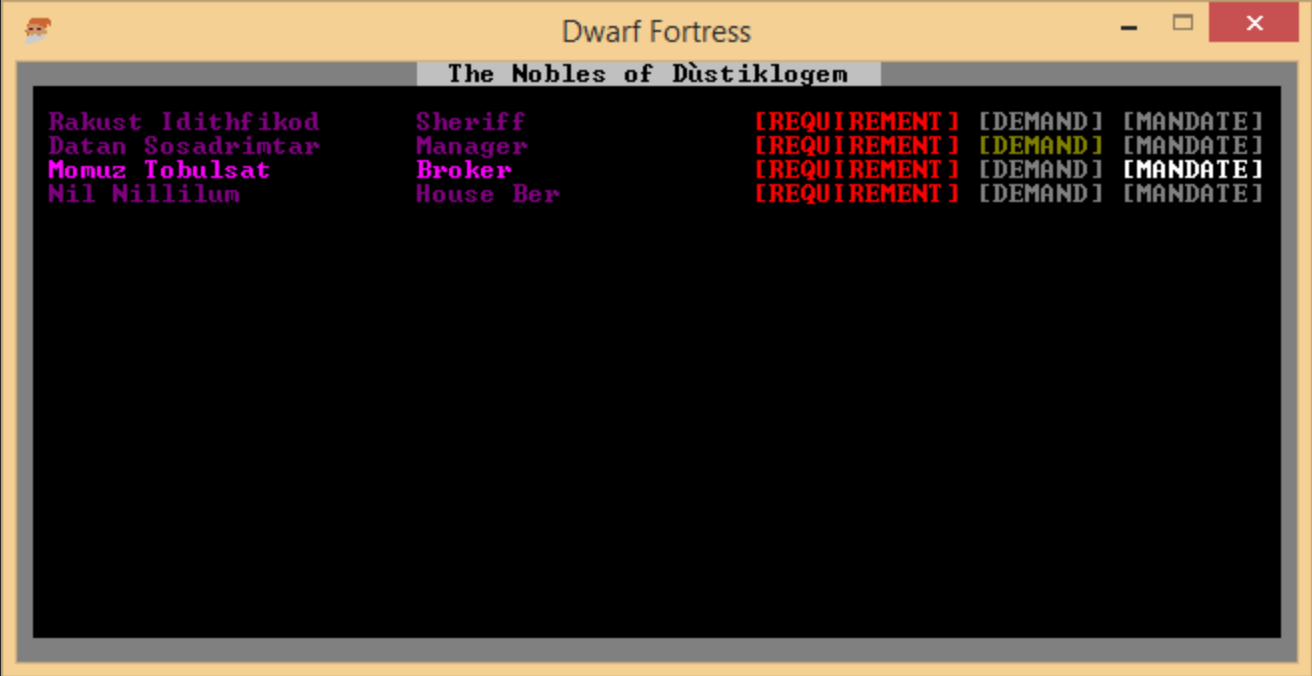 Dwarf Fortress
The Nobles of Dùstiklogem
Rakust Idithfikod Sheriff [REQUIREMENT] [DEMAND] [MANDATE]
Datan Sosadrimtar Manager [REQUIREMENT] [DEMAND] [MANDATE]
Momuz Tobulsat Broker [REQUIREMENT] [DEMAND] [MANDATE]
Nil Nillilum House Ber [REQUIREMENT] [DEMAND] [MANDATE]